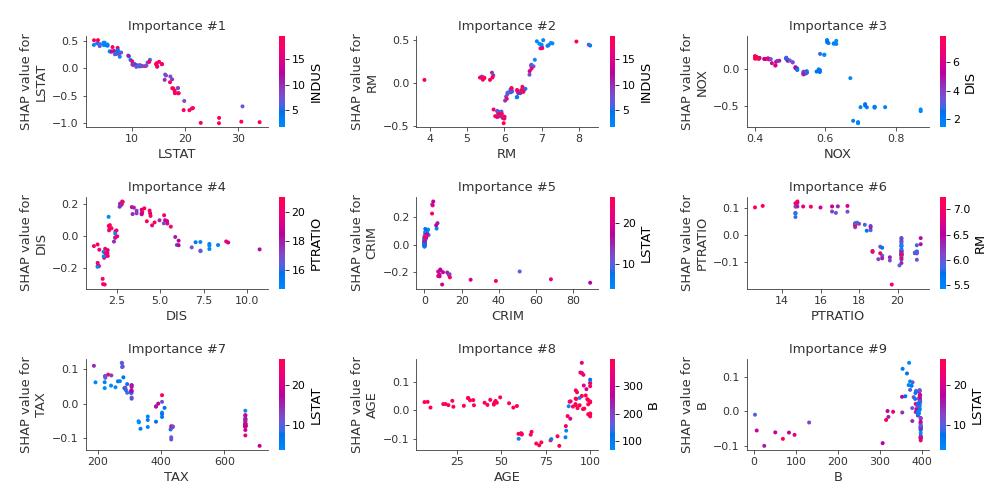 Importance #1
Importance #2
Importance #3
SHAP value for
LSTAT
0.5
0.0
−0.5
−1.0
10
20
30
LSTAT
15
10
5
INDUS
SHAP value for
RM
0.5
0.0
−0.5
4
5
6
7
8
RM
15
10
5
INDUS
SHAP value for
NOX
0.0
−0.5
0.4
0.6
0.8
NOX
6
4
2
DIS
Importance #4
Importance #5
Importance #6
SHAP value for
DIS
0.2
0.0
−0.2
2.5
5.0
7.5
10.0
DIS
20
18
16
PTRATIO
SHAP value for
CRIM
0.2
0.0
−0.2
0
20
40
60
80
CRIM
20
10
LSTAT
SHAP value for
PTRATIO
0.1
0.0
−0.1
14
16
18
20
PTRATIO
7.0
6.5
6.0
5.5
RM
Importance #7
Importance #8
Importance #9
SHAP value for
TAX
0.1
0.0
−0.1
200
400
600
TAX
20
10
LSTAT
SHAP value for
AGE
0.1
0.0
−0.1
25
50
75
100
AGE
300
200
100
B
SHAP value for
B
0.1
0.0
−0.1
0
100
200
300
400
B
20
10
LSTAT